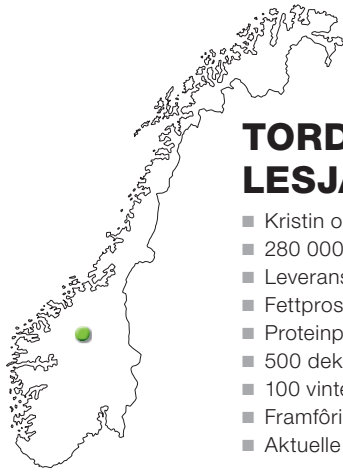 TORD
LESJA
■ Kristin o
■ 280 000
■ Leverans
■ Fettpros
■ Proteinp
■ 500 dek
■ 100 vinte
■ Framfôri
■ Aktuelle